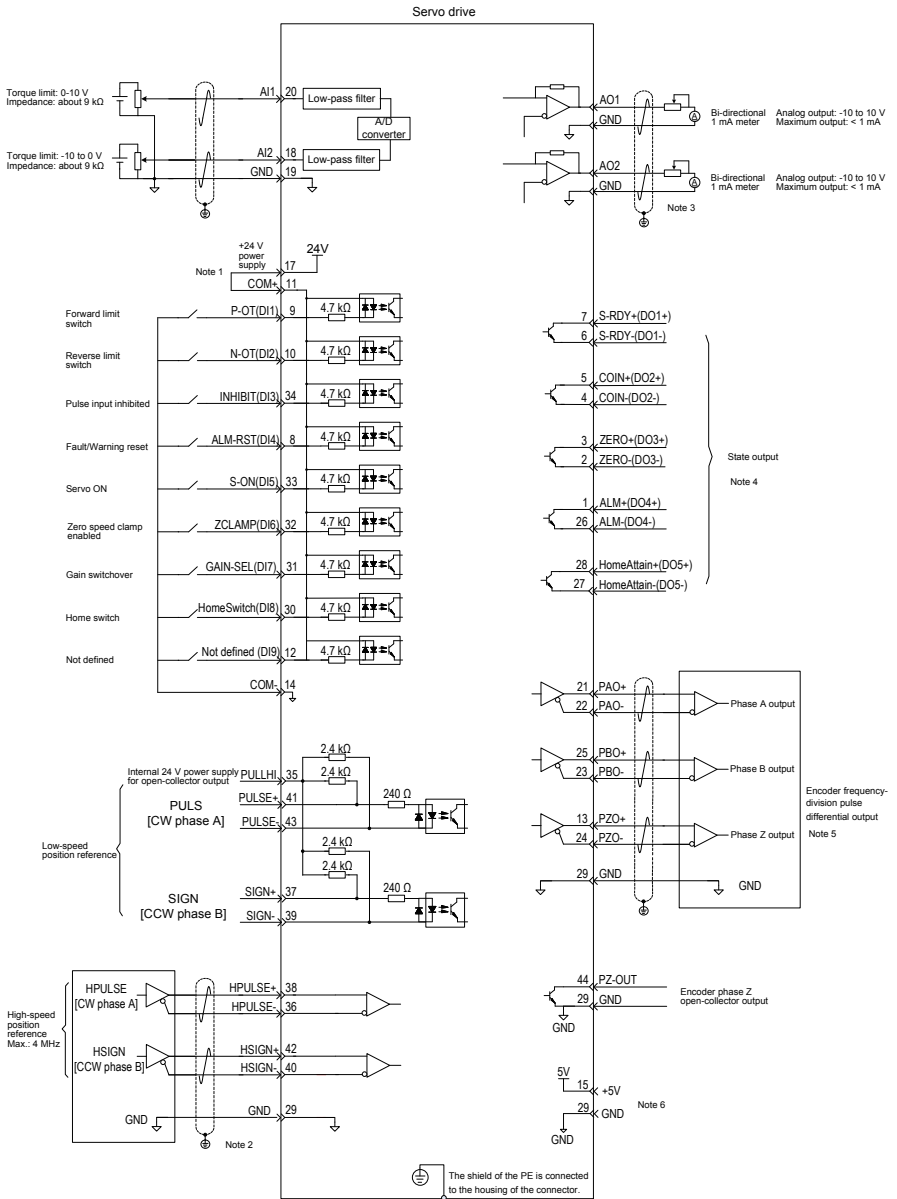 Servo drive
Torque limit: 0-10 V
Impedance: about 9 kΩ
AI1
20
Low-pass filter
A/D
converter
Torque limit: -10 to 0 V
Impedance: about 9kΩ
AI2
18
Low-pass filter
GND
19
AO1
GND
Bi-directional
1 mA meter
Analog output: -10 to 10 V
Maximum output: < 1 mA
A
AO2
GND
Bi-directional
1 mA meter
Analog output: -10 to 10 V
Maximum output: < 1 mA
A
Note 3
+24 V
power
supply
24V
Note 1
17
COM+
11
Forward limit
switch
P-OT(DI1)
9
4.7 kΩ
Reverse limit
switch
N-OT(DI2)
10
4.7 kΩ
Pulse input inhibited
INHIBIT(DI3)
34
4.7 kΩ
Fault/Warning reset
ALM-RST(DI4)
8
4.7 kΩ
Servo ON
S-ON(DI5)
33
4.7 kΩ
Zero speed clamp
enabled
ZCLAMP(DI6)
32
4.7 kΩ
Gain switchover
GAIN-SEL(DI7)
31
4.7 kΩ
Home switch
HomeSwitch(DI8)
30
4.7 kΩ
Not defined
Not defined (DI9)
12
4.7 kΩ
COM-
14
7
S-RDY+(DO1+)
6
S-RDY-(DO1-)
5
COIN+(DO2+)
4
COIN-(DO2-)
3
ZERO+(DO3+)
2
ZERO-(DO3-)
State output
Note 4
1
ALM+(DO4+)
26
ALM-(DO4-)
28
HomeAttain+(DO5+)
27
HomeAttain-(DO5-)
21
PAO+
22
PAO-
Phase A output
25
PBO+
23
PBO-
Phase B output
13
PZO+
24
PZO-
Phase Z output
Encoder frequency-
division pulse
differential output
Note 5
29
GND
GND
Low-speed
position reference
Internal 24 V power supply
for open-collector output
PULLHI
35
2.4 kΩ
2.4 kΩ
PULS
[CW phase A]
PULSE+
41
240 Ω
PULSE-
43
2.4 kΩ
2.4 kΩ
SIGN
[CCW phase B]
SIGN+
37
240 Ω
SIGN-
39
High-speed
position
reference
Max.: 4 MHz
HPULSE
[CW phase A]
HPULSE+
38
HPULSE-
36
HSIGN
[CCW phase B]
HSIGN+
42
HSIGN-
40
GND
GND
29
Note 2
44
PZ-OUT
29
GND
GND
Encoder phase Z
open-collector output
5V
15
+5V
29
GND
GND
Note 6
The shield of the PE is connected
to the housing of the connector.